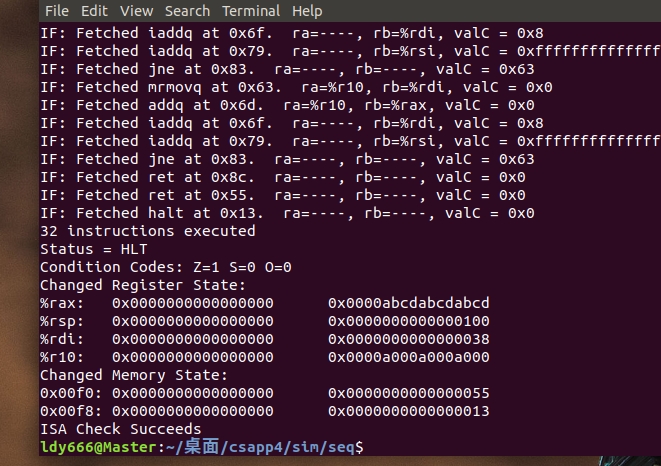 File Edit View Search Terminal Help
IF: Fetched iaddq at 0x6f.  ra=----, rb=%rdi, valC = 0x8
IF: Fetched iaddq at 0x79.  ra=----, rb=%rsi, valC = 0xffffffffffffff
IF: Fetched jne at 0x83.  ra=----, rb=----, valC = 0x63
IF: Fetched mrmovq at 0x63.  ra=%r10, rb=%rdi, valC = 0x0
IF: Fetched addq at 0x6d.  ra=%r10, rb=%rax, valC = 0x0
IF: Fetched iaddq at 0x6f.  ra=----, rb=%rdi, valC = 0x8
IF: Fetched iaddq at 0x79.  ra=----, rb=%rsi, valC = 0xffffffffffffff
IF: Fetched jne at 0x83.  ra=----, rb=----, valC = 0x63
IF: Fetched ret at 0x8c.  ra=----, rb=----, valC = 0x0
IF: Fetched ret at 0x55.  ra=----, rb=----, valC = 0x0
IF: Fetched halt at 0x13.  ra=----, rb=----, valC = 0x0
32 instructions executed
Status = HLT
Condition Codes: Z=1 S=0 O=0
Changed Register State:
%rax:   0x0000000000000000      0x0000abcdabcdabcd
%rsp:   0x0000000000000000      0x0000000000000100
%rdi:   0x0000000000000000      0x0000000000000038
%r10:   0x0000000000000000      0x0000a000a000a000
Changed Memory State:
0x00f0: 0x0000000000000000      0x0000000000000055
0x00f8: 0x0000000000000000      0x0000000000000013
ISA Check Succeeds
ldy666@Master:~/桌面/csapp4/sim/seq$